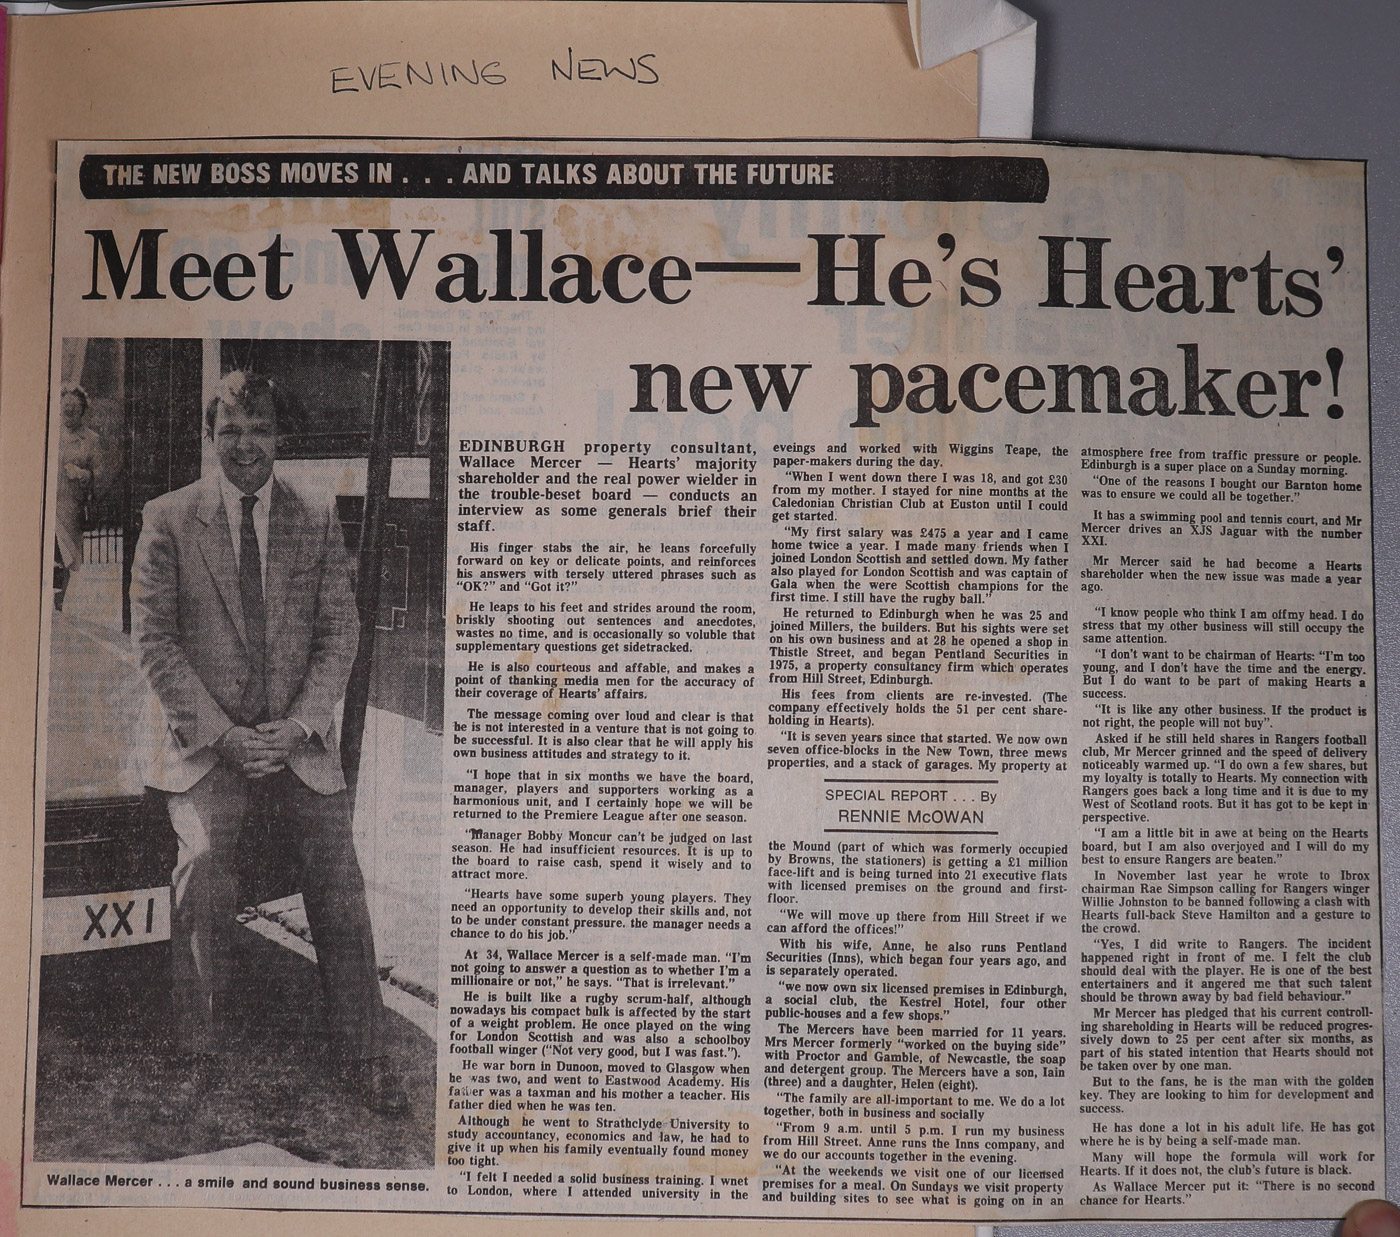 EVENING NEWS
THE NEW BOSS MOVES IN . . . AND TALKS ABOUT THE FUTURE
Meet Wallace—He's Hearts'
new pacemaker!
XXI
Wallace Mercer . . . a smile and sound business sense.
EDINBURGH property consultant,
Wallace Mercer — Hearts' majority
shareholder and the real power wielder in
the trouble-beset board — conducts an
interview as some generals brief their
staff.
His finger stabs the air, he leans forcefully
forward on key or delicate points, and reinforces
his answers with tersely uttered phrases such as
"OK?" and "Got it?"
He leaps to his feet and strides around the room,
briskly shooting out sentences and anecdotes,
wastes no time, and is occasionally so voluble that
supplementary questions get sidetracked.
He is also courteous and affable, and makes a
point of thanking media men for the accuracy of
their coverage of Hearts' affairs.
The message coming over loud and clear is that
he is not interested in a venture that is not going to
be successful. It is also clear that he will apply his
own business attitudes and strategy to it.
"I hope that in six months we have the board,
manager, players and supporters working as a
harmonious unit, and I certainly hope we will be
returned to the Premiere League after one season.
"Manager Bobby Moncur can't be judged on last
season. He had insufficient resources. It is up to
the board to raise cash, spend it wisely and to
attract more.
"Hearts have some superb young players. They
need an opportunity to develop their skills and, not
to be under constant pressure. the manager needs a
chance to do his job."
At 34, Wallace Mercer is a self-made man. "I'm
not going to answer a question as to whether I'm a
millionaire or not," he says. "That is irrelevant."
He is built like a rugby scrum-half, although
nowadays his compact bulk is affected by the start
of a weight problem. He once played on the wing
for London Scottish and was also a schoolboy
football winger ("Not very good, but I was fast.").
He war born in Dunoon, moved to Glasgow when
he was two, and went to Eastwood Academy. His
father was a taxman and his mother a teacher. His
father died when he was ten.
Although he went to Strathclyde University to
study accountancy, economics and law, he had to
give it up when his family eventually found money
too tight.
"I felt I needed a solid business training. I wnet
to London, where I attended university in the
eveings and worked with Wiggins Teape, the
paper-makers during the day.
"When I went down there I was 18, and got £30
from my mother. I stayed for nine months at the
Caledonian Christian Club at Euston until I could
get started.
"My first salary was £475 a year and I came
home twice a year. I made many friends when I
joined London Scottish and settled down. My father
also played for London Scottish and was captain of
Gala when the were Scottish champions for the
first time. I still have the rugby ball."
He returned to Edinburgh when he was 25 and
joined Millers, the builders. But his sights were set
on his own business and at 28 he opened a shop in
Thistle Street, and began Pentland Securities in
1975, a property consultancy firm which operates
from Hill Street, Edinburgh.
His fees from clients are re-invested. (The
company effectively holds the 51 per cent share-
holding in Hearts).
"It is seven years since that started. We now own
seven office-blocks in the New Town, three mews
properties, and a stack of garages. My property at
SPECIAL REPORT . . . By
RENNIE McOWAN
the Mound (part of which was formerly occupied
by Browns, the stationers) is getting a £1 million
face-lift and is being turned into 21 executive flats
with licensed premises on the ground and first-
floor.
"We will move up there from Hill Street if we
can afford the offices!"
With his wife, Anne, he also runs Pentland
Securities (Inns), which began four years ago, and
is separately operated.
"we now own six licensed premises in Edinburgh,
a social club, the Kestrel Hotel, four other
public-houses and a few shops."
The Mercers have been married for 11 years.
Mrs Mercer formerly "worked on the buying side"
with Proctor and Gamble, of Newcastle, the soap
and detergent group. The Mercers have a son, Iain
(three) and a daughter, Helen (eight).
"The family are all-important to me. We do a lot
together, both in business and socially
"From 9 a.m. until 5 p.m. I run my business
from Hill Street. Anne runs the Inns company, and
we do our accounts together in the evening.
"At the weekends we visit one of our licensed
premises for a meal. On Sundays we visit property
and building sites to see what is going on in an
atmosphere free from traffic pressure or people.
Edinburgh is a super place on a Sunday morning.
"One of the reasons I bought our Barnton home
was to ensure we could all be together."
It has a swimming pool and tennis court, and Mr
Mercer drives an XJS Jaguar with the number
XXI.
Mr Mercer said he had become a Hearts
shareholder when the new issue was made a year
ago.
"I know people who think I am offmy head. I do
stress that my other business will still occupy the
same attention.
"I don't want to be chairman of Hearts: "I'm too
young, and I don't have the time and the energy.
But I do want to be part of making Hearts a
success.
"It is like any other business. If the product is
not right, the people will not buy".
Asked if he still held shares in Rangers football
club, Mr Mercer grinned and the speed of delivery
noticeably warmed up. "I do own a few shares, but
my loyalty is totally to Hearts. My connection with
Rangers goes back a long time and it is due to my
West of Scotland roots. But it has got to be kept in
perspective.
"I am a little bit in awe at being on the Hearts
board, but I am also overjoyed and I will do my
best to ensure Rangers are beaten."
In November last year he wrote to Ibrox
chairman Rae Simpson calling for Rangers winger
Willie Johnston to be banned following a clash with
Hearts full-back Steve Hamilton and a gesture to
the crowd.
"Yes, I did write to Rangers. The incident
happened right in front of me. I felt the club
should deal with the player. He is one of the best
entertainers and it angered me that such talent
should be thrown away by bad field behaviour."
Mr Mercer has pledged that his current controll-
ing shareholding in Hearts will be reduced progres-
sively down to 25 per cent after six months, as
part of his stated intention that Hearts should not
be taken over by one man.
But to the fans, he is the man with the golden
key. They are looking to him for development and
success.
He has done a lot in his adult life. He has got
where he is by being a self-made man.
Many will hope the formula will work for
Hearts. If it does not, the club's future is black.
As Wallace Mercer put it: "There is no second
chance for Hearts."